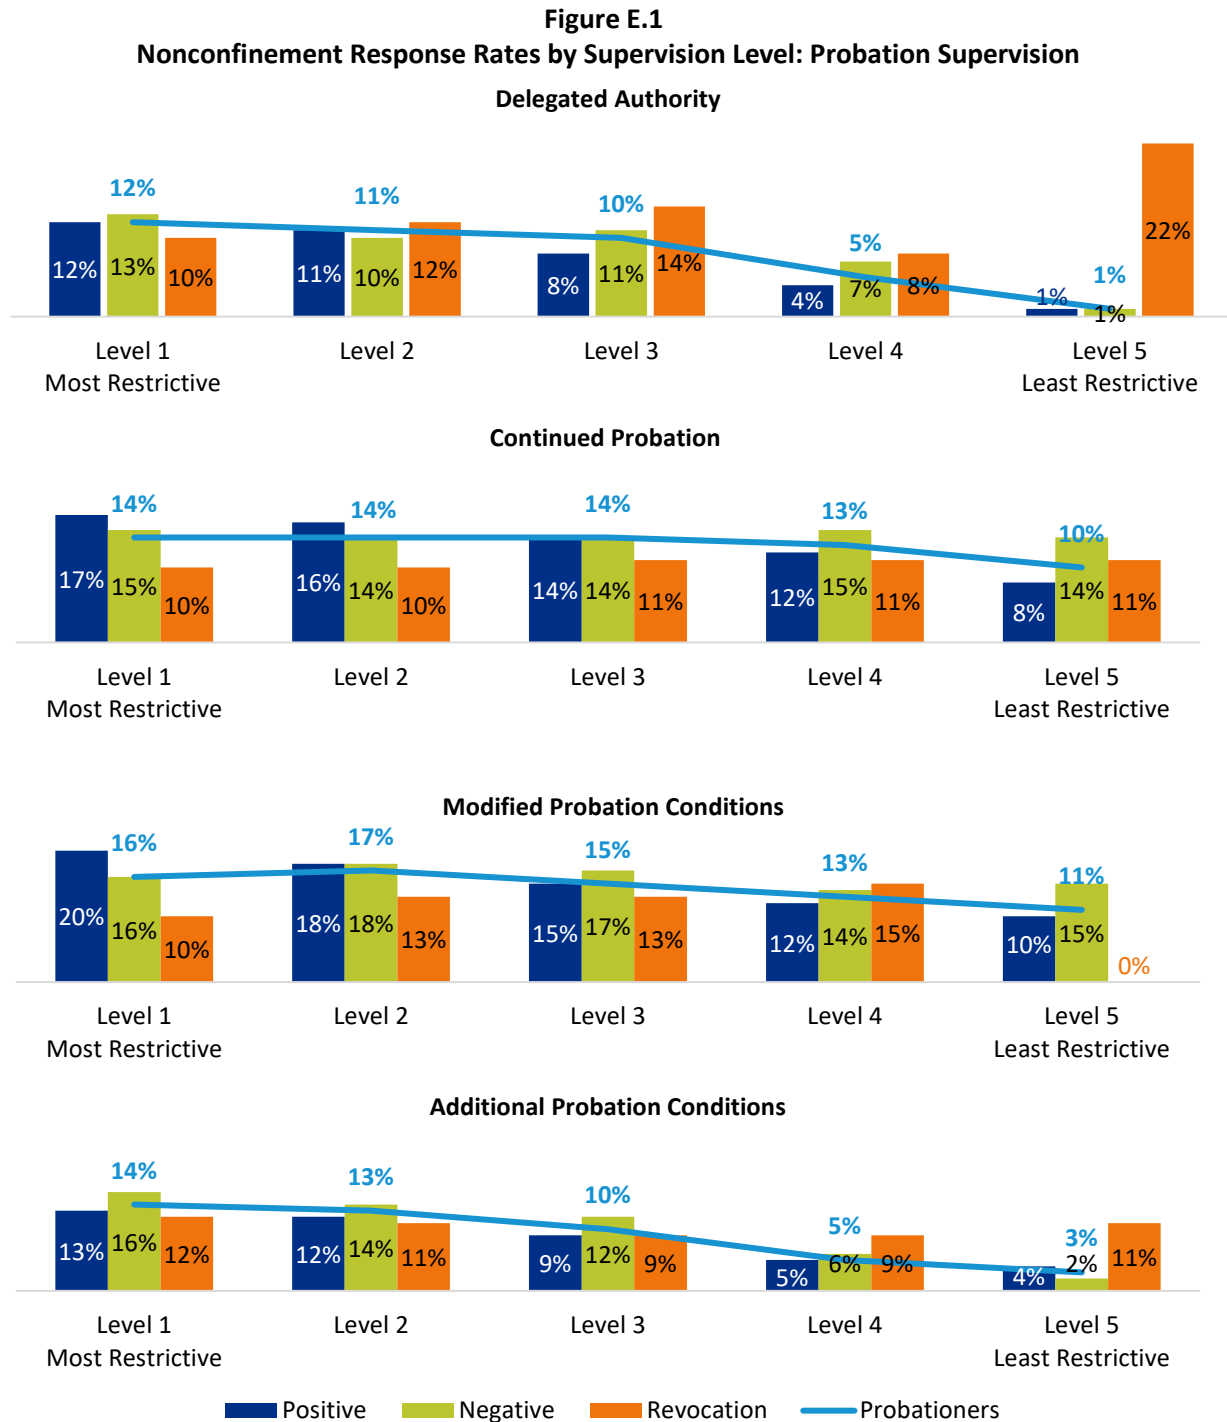 Figure E.1
Nonconfinement Response Rates by Supervision Level: Probation Supervision
Delegated Authority
12% 11% 10% 5% 1%
12% 13% 10% 11% 10% 12% 8% 11% 14% 4% 7% 8% 1% 1% 22%
Level 1 Level 2 Level 3 Level 4 Level 5
Most Restrictive Least Restrictive
Continued Probation
14% 14% 14% 13% 10%
17% 15% 10% 16% 14% 10% 14% 14% 11% 12% 15% 11% 8% 14% 11%
Level 1 Level 2 Level 3 Level 4 Level 5
Most Restrictive Least Restrictive
Modified Probation Conditions
16% 17% 15% 13% 11%
20% 16% 10% 18% 18% 13% 15% 17% 13% 12% 14% 15% 10% 15% 0%
Level 1 Level 2 Level 3 Level 4 Level 5
Most Restrictive Least Restrictive
Additional Probation Conditions
14% 13% 10% 5% 3%
13% 16% 12% 12% 14% 11% 9% 12% 9% 5% 6% 9% 4% 2% 11%
Level 1 Level 2 Level 3 Level 4 Level 5
Most Restrictive Least Restrictive
Positive Negative Revocation Probationers